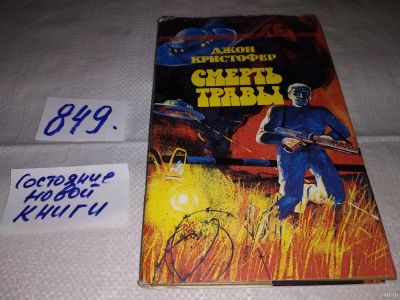 ДЖОН
КРИСТОФЕР
СМЕРТЬ
ТРАВЫ
849.
Состояние
новой
книги